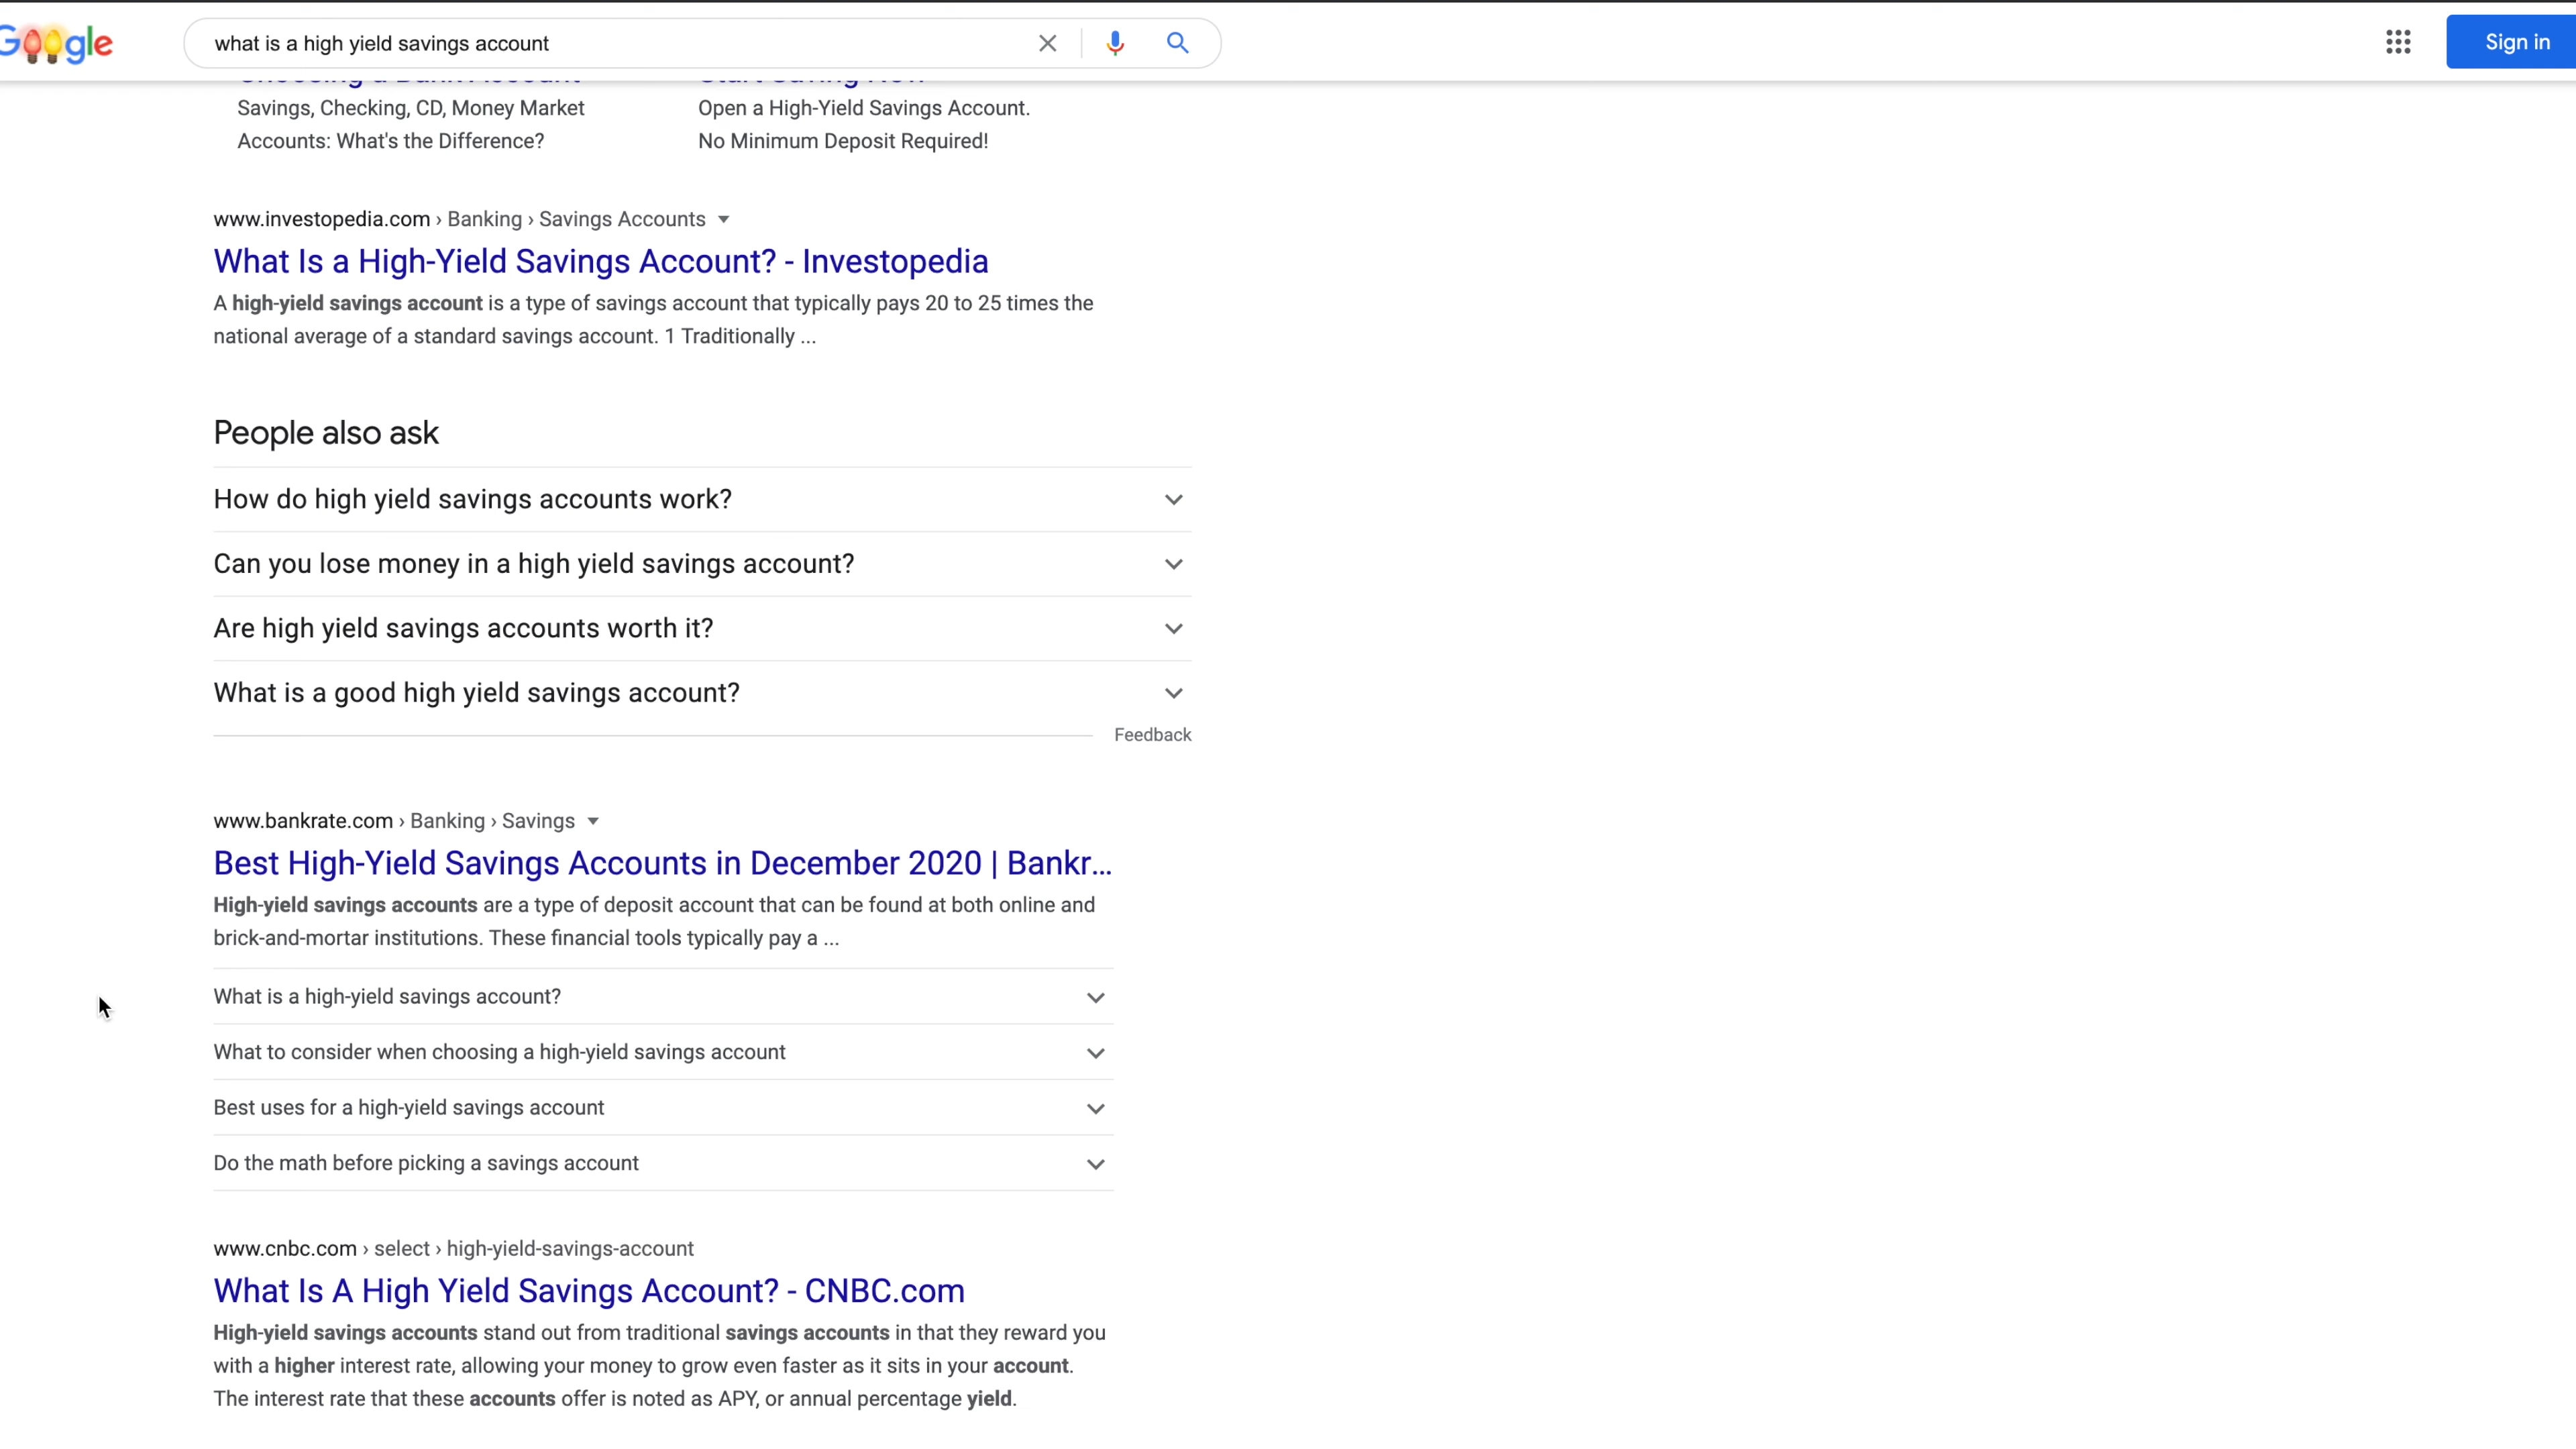 Google
what is a high yield savings account
Sign in
Choosing a Bank Account
Start Saving Now
Savings, Checking, CD, Money Market
Accounts: What's the Difference?
Open a High-Yield Savings Account.
No Minimum Deposit Required!
www.investopedia.com › Banking › Savings Accounts
What Is a High-Yield Savings Account? - Investopedia
A high-yield savings account is a type of savings account that typically pays 20 to 25 times the
national average of a standard savings account. 1 Traditionally ...
People also ask
How do high yield savings accounts work?
Can you lose money in a high yield savings account?
Are high yield savings accounts worth it?
What is a good high yield savings account?
Feedback
www.bankrate.com › Banking › Savings
Best High-Yield Savings Accounts in December 2020 | Bankr...
High-yield savings accounts are a type of deposit account that can be found at both online and
brick-and-mortar institutions. These financial tools typically pay a ...
What is a high-yield savings account?
What to consider when choosing a high-yield savings account
Best uses for a high-yield savings account
Do the math before picking a savings account
www.cnbc.com › select › high-yield-savings-account
What Is A High Yield Savings Account? - CNBC.com
High-yield savings accounts stand out from traditional savings accounts in that they reward you
with a higher interest rate, allowing your money to grow even faster as it sits in your account.
The interest rate that these accounts offer is noted as APY, or annual percentage yield.